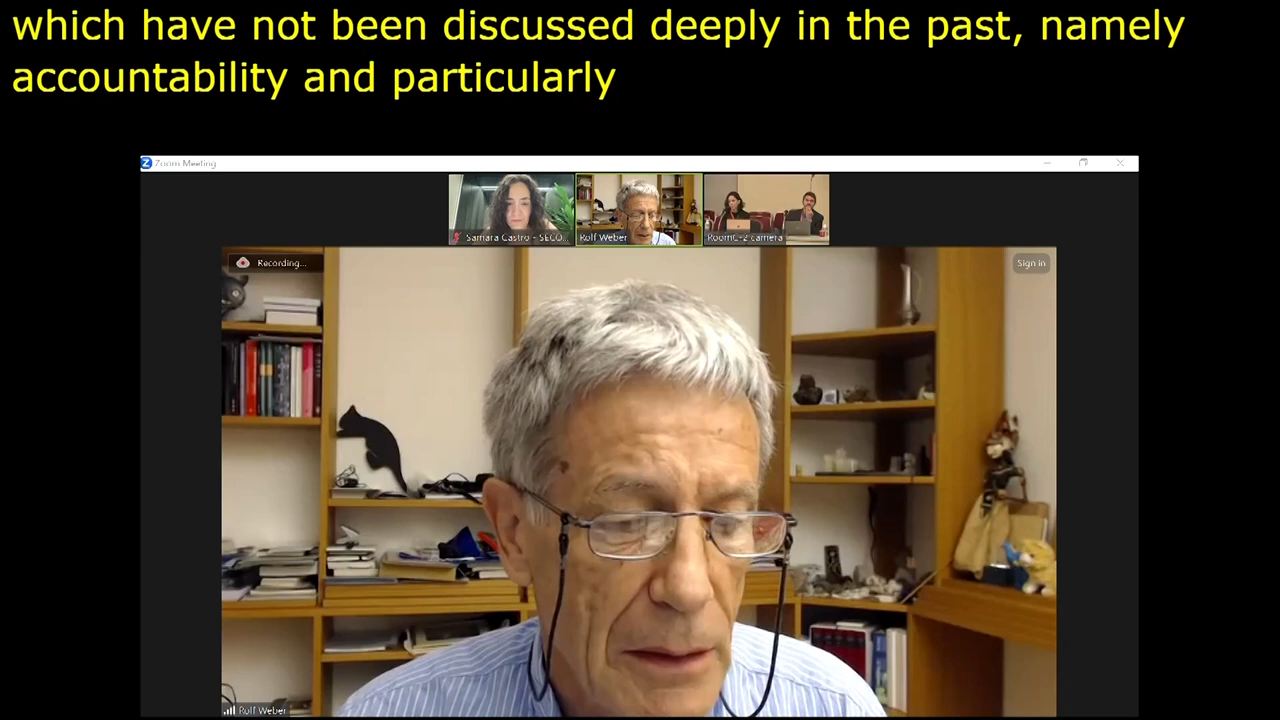 which have not been discussed deeply in the past, namely
accountability and particularly
Zoom Meeting
Samara Castro - SECO...
Rolf Weber
RoomC+2 camera
Recording...
Sign in
Rolf Weber